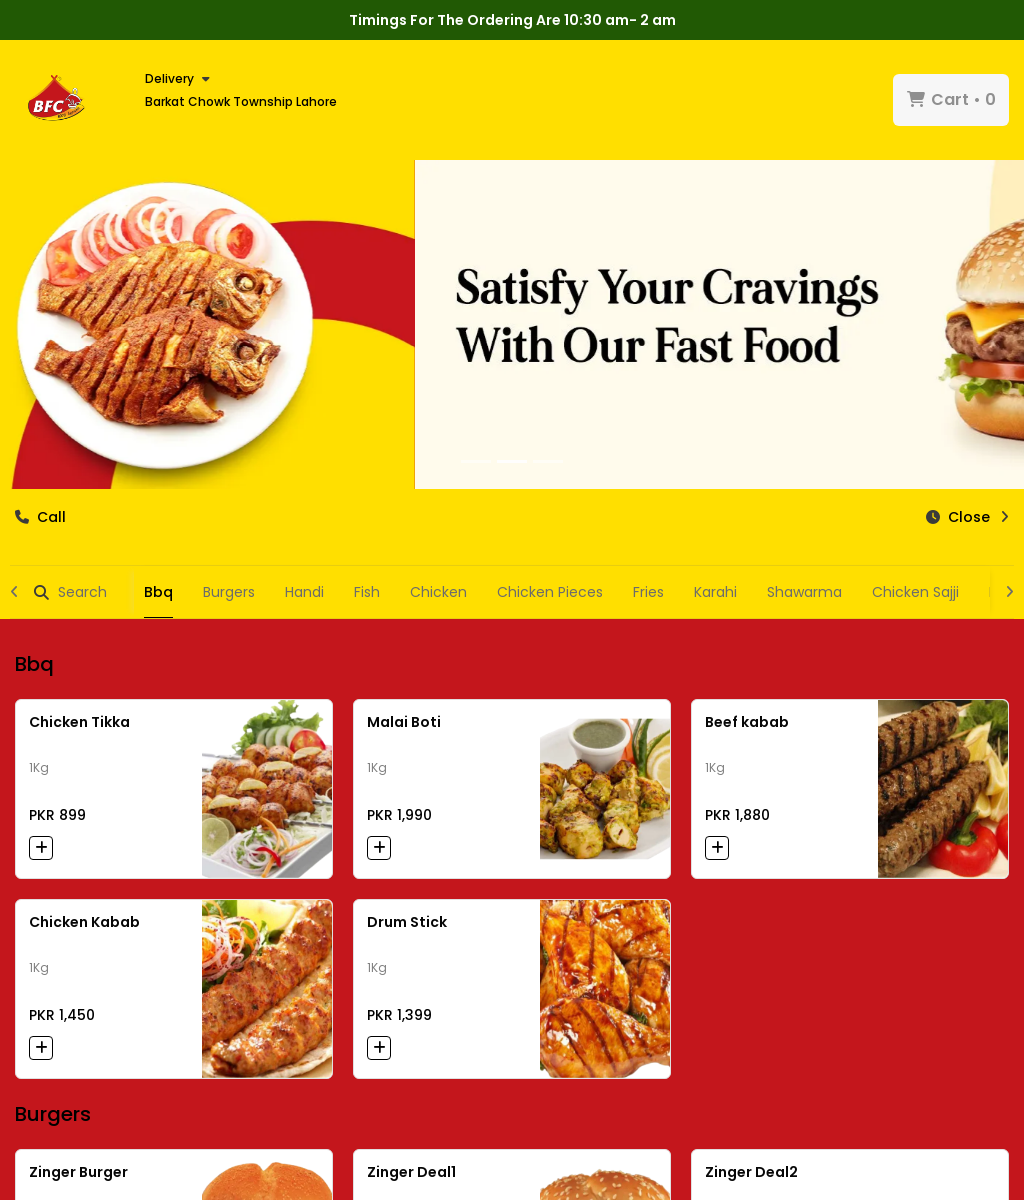 Timings For The Ordering Are 10:30 am- 2 am
BFC
Delivery
Barkat Chowk Township Lahore
Cart • 0
Satisfy Your Cravings
With Our Fast Food
Call
Close
Search
Bbq
Burgers
Handi
Fish
Chicken
Chicken Pieces
Fries
Karahi
Shawarma
Chicken Sajji
Bbq
Chicken Tikka
1Kg
PKR 899
Malai Boti
1Kg
PKR 1,990
Beef kabab
1Kg
PKR 1,880
Chicken Kabab
1Kg
PKR 1,450
Drum Stick
1Kg
PKR 1,399
Burgers
Zinger Burger
Zinger Deal1
Zinger Deal2